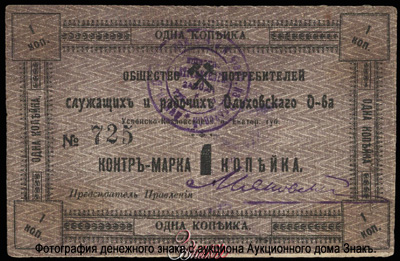 ОДНА КОПѢЙКА
1 КОП.
1 КОП.
ОБЩЕСТВО ПОТРЕБИТЕЛЕЙ
служащихъ и рабочихъ Ольховскаго О-ва
№ 725
КОНТРЪ-МАРКА 1 КОПѢЙКА.
Предсѣдатель Правленія
ОДНА КОПѢЙКА
ОДНА КОПѢЙКА
1 КОП.
1 КОП.
ОДНА КОПѢЙКА.
Фотография денежного знака с аукциона Аукционного дома Знакъ.